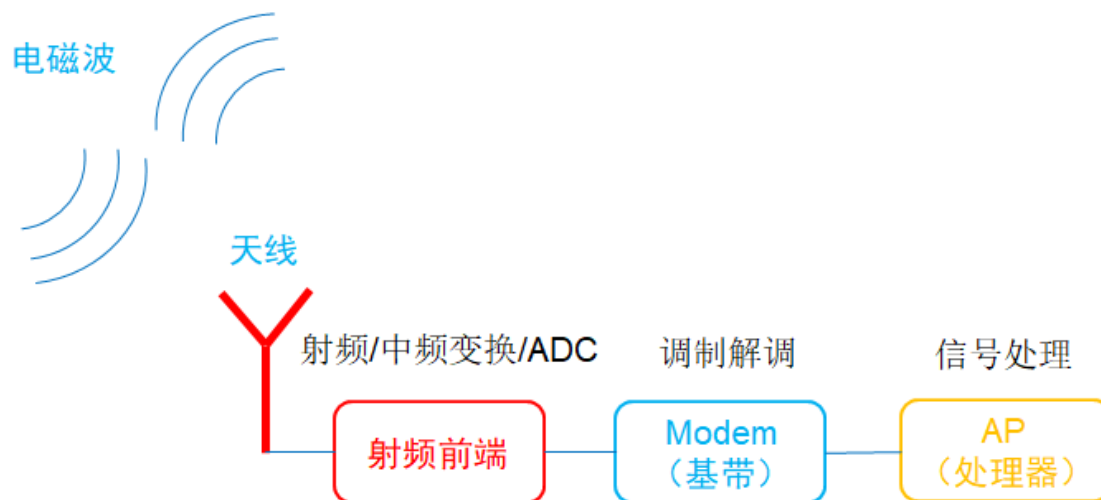 电磁波
天线
射频/中频变换/ADC
调制解调
信号处理
射频前端
Modem
（基带）
AP
（处理器）